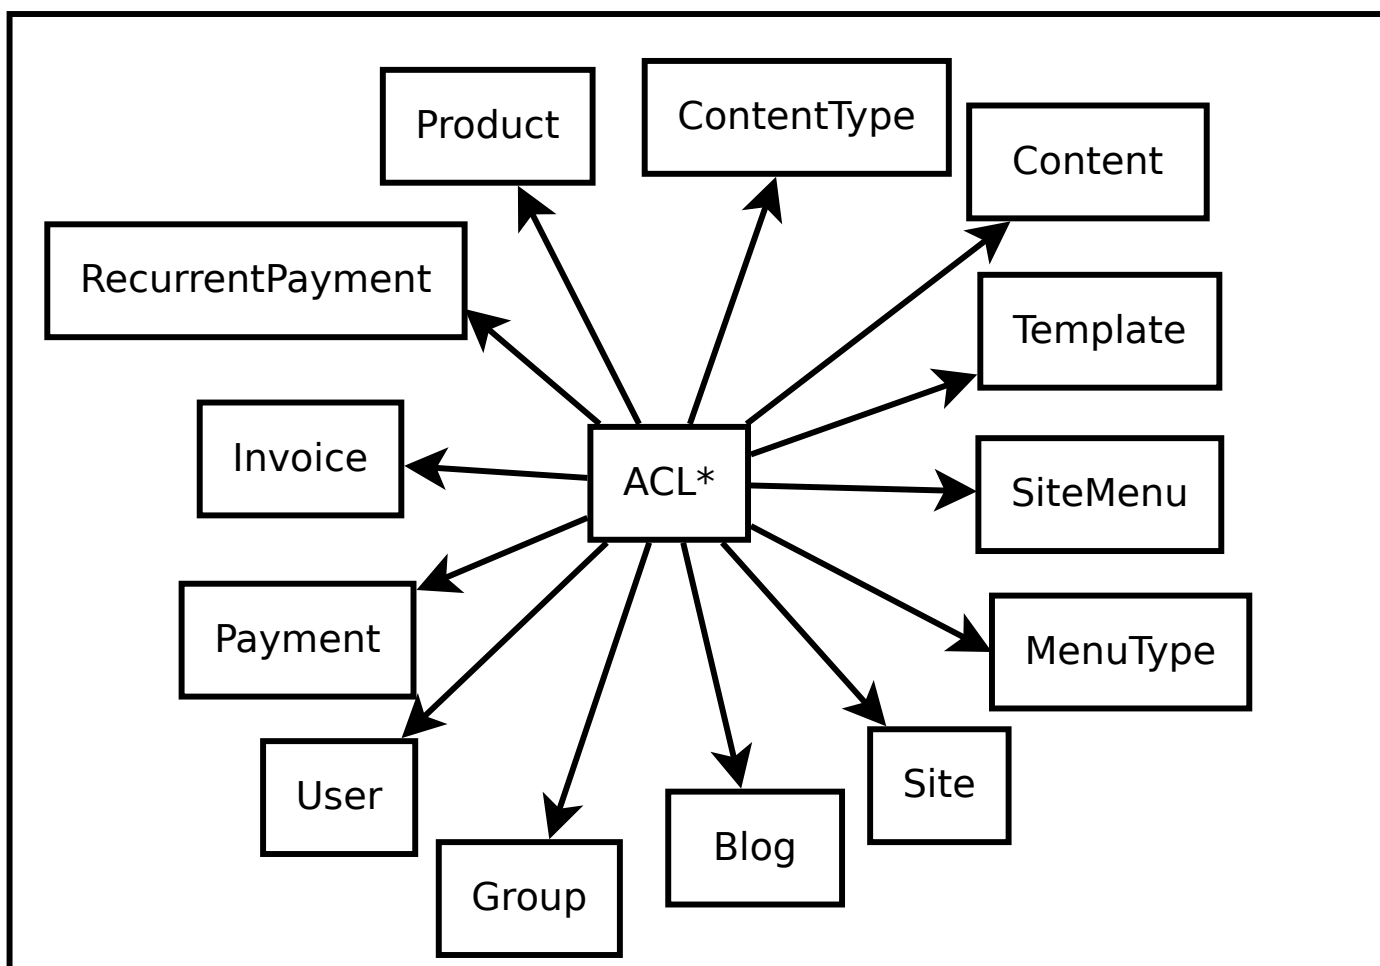 Product
ContentType
Content
RecurrentPayment
Template
Invoice
ACL*
SiteMenu
Payment
MenuType
User
Site
Group
Blog